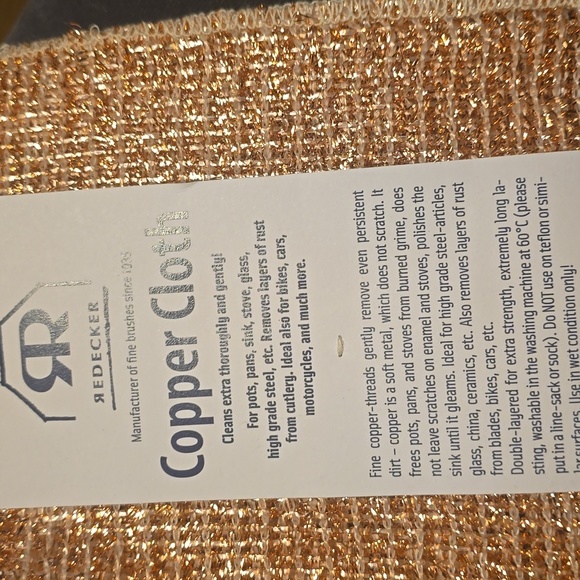 REDECKER
Manufacturer of fine brushes since 1935
Copper Cloth
Cleans extra thoroughly and gently!
For pots, pans, sink, stove, glass,
high grade steel, etc. Removes layers of rust
from cutlery. Ideal also for bikes, cars,
motorcycles, and much more.
Fine copper-threads gently remove even persistent
dirt – copper is a soft metal, which does not scratch. It
frees pots, pans, and stoves from burned grime, does
not leave scratches on enamel and stoves, polishes the
sink until it gleams. Ideal for high grade steel-articles,
glass, china, ceramics, etc. Also removes layers of rust
from blades, bikes, cars, etc.
Double-layered for extra strength, extremely long la-
sting, washable in the washing machine at 60°C (please
put in a line-sack or sock). Do NOT use on teflon or simi-
lar surfaces. Use in wet condition only!